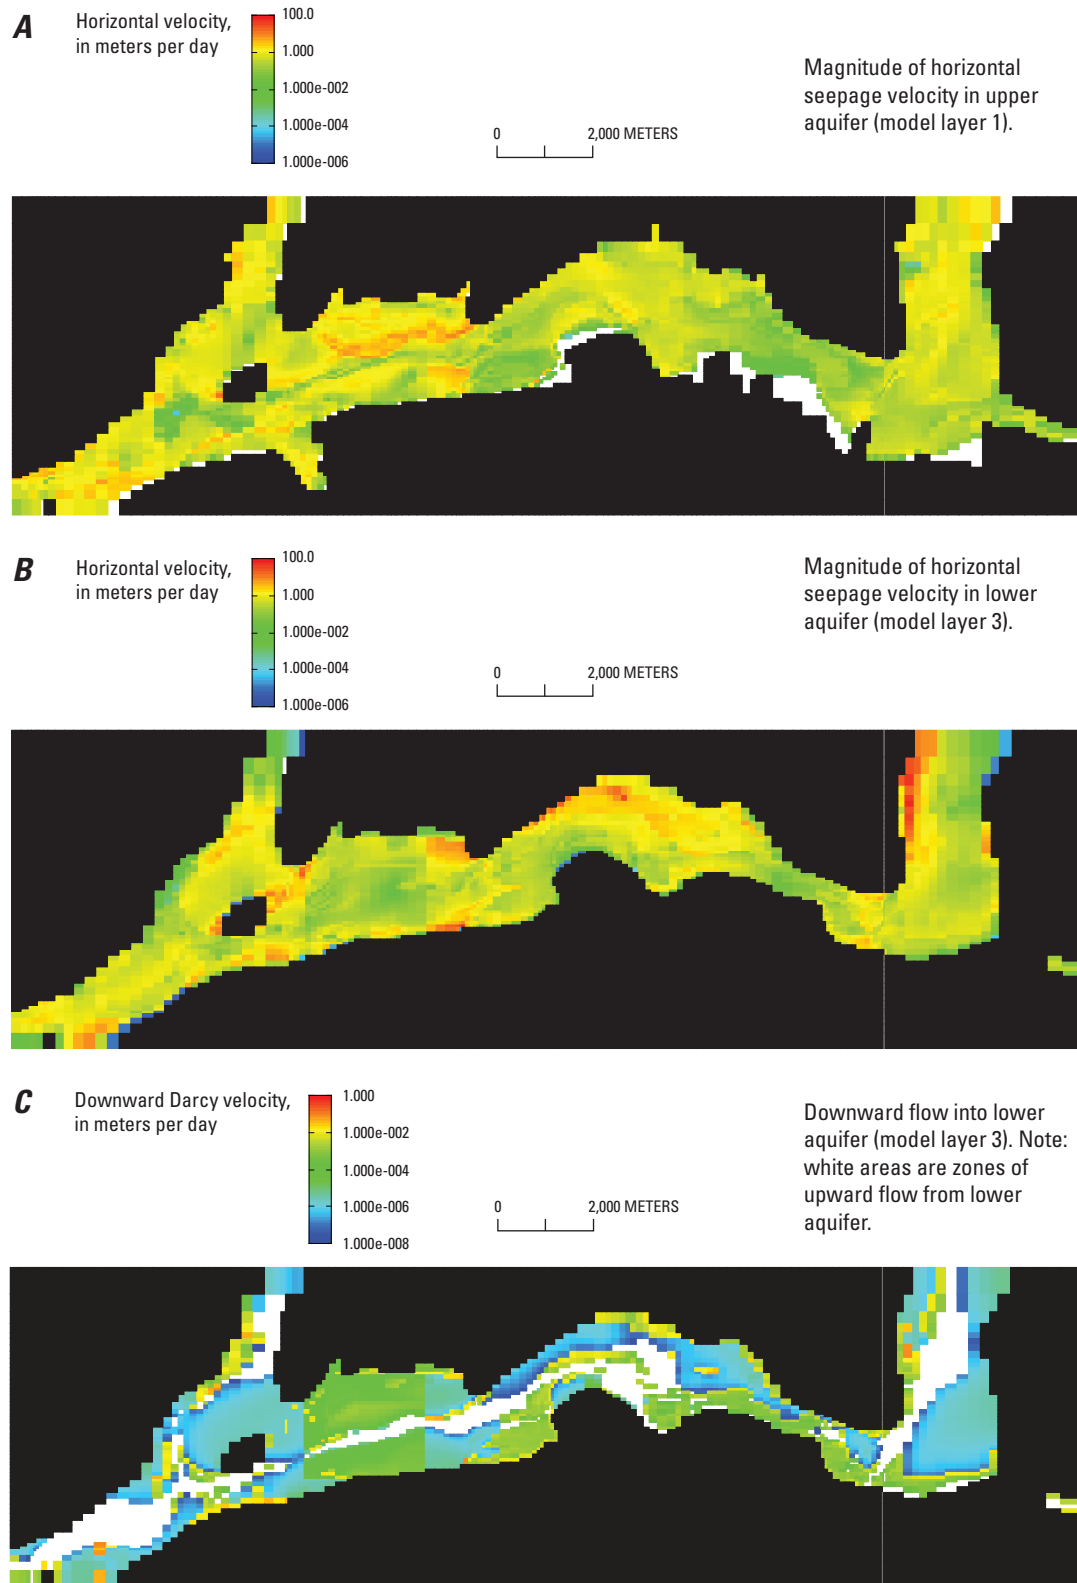 A
Horizontal velocity,
in meters per day
100.0
1.000
1.000e-002
1.000e-004
1.000e-006
0 2,000 METERS
Magnitude of horizontal
seepage velocity in upper
aquifer (model layer 1).
B
Horizontal velocity,
in meters per day
100.0
1.000
1.000e-002
1.000e-004
1.000e-006
0 2,000 METERS
Magnitude of horizontal
seepage velocity in lower
aquifer (model layer 3).
C
Downward Darcy velocity,
in meters per day
1.000
1.000e-002
1.000e-004
1.000e-006
1.000e-008
0 2,000 METERS
Downward flow into lower
aquifer (model layer 3). Note:
white areas are zones of
upward flow from lower
aquifer.